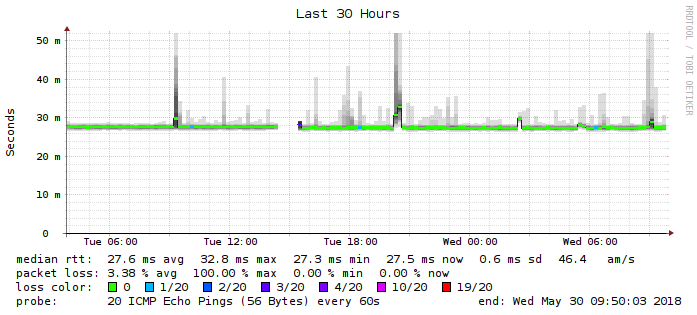 Last 30 Hours
RRDTOOL / TOBI OETIKER
Seconds
50 m
40 m
30 m
20 m
10 m
0
Tue 06:00 Tue 12:00 Tue 18:00 Wed 00:00 Wed 06:00
median rtt: 27.6 ms avg 32.8 ms max 27.3 ms min 27.5 ms now 0.6 ms sd 46.4 am/s
packet loss: 3.38 % avg 100.00 % max 0.00 % min 0.00 % now
loss color: 0 1/20 2/20 3/20 4/20 10/20 19/20
probe: 20 ICMP Echo Pings (56 Bytes) every 60s end: Wed May 30 09:50:03 2018